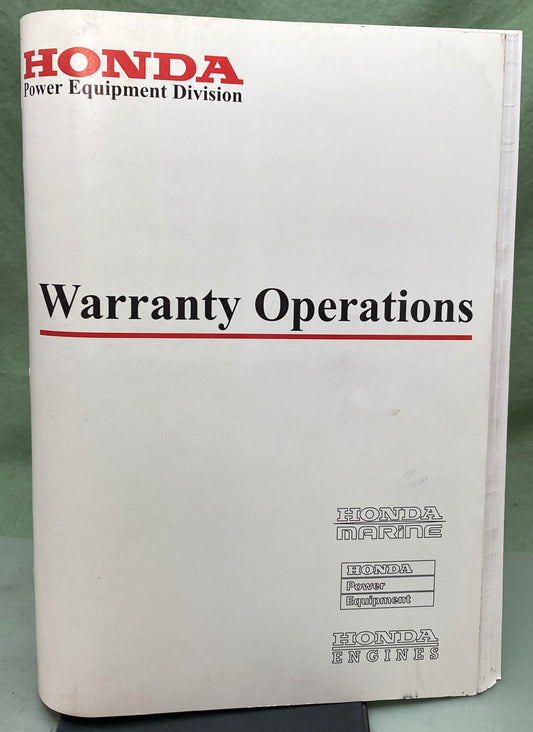 HONDA
Power Equipment Division
Warranty Operations
HONDA
MARINE
HONDA
Power
Equipment
HONDA
ENGINES